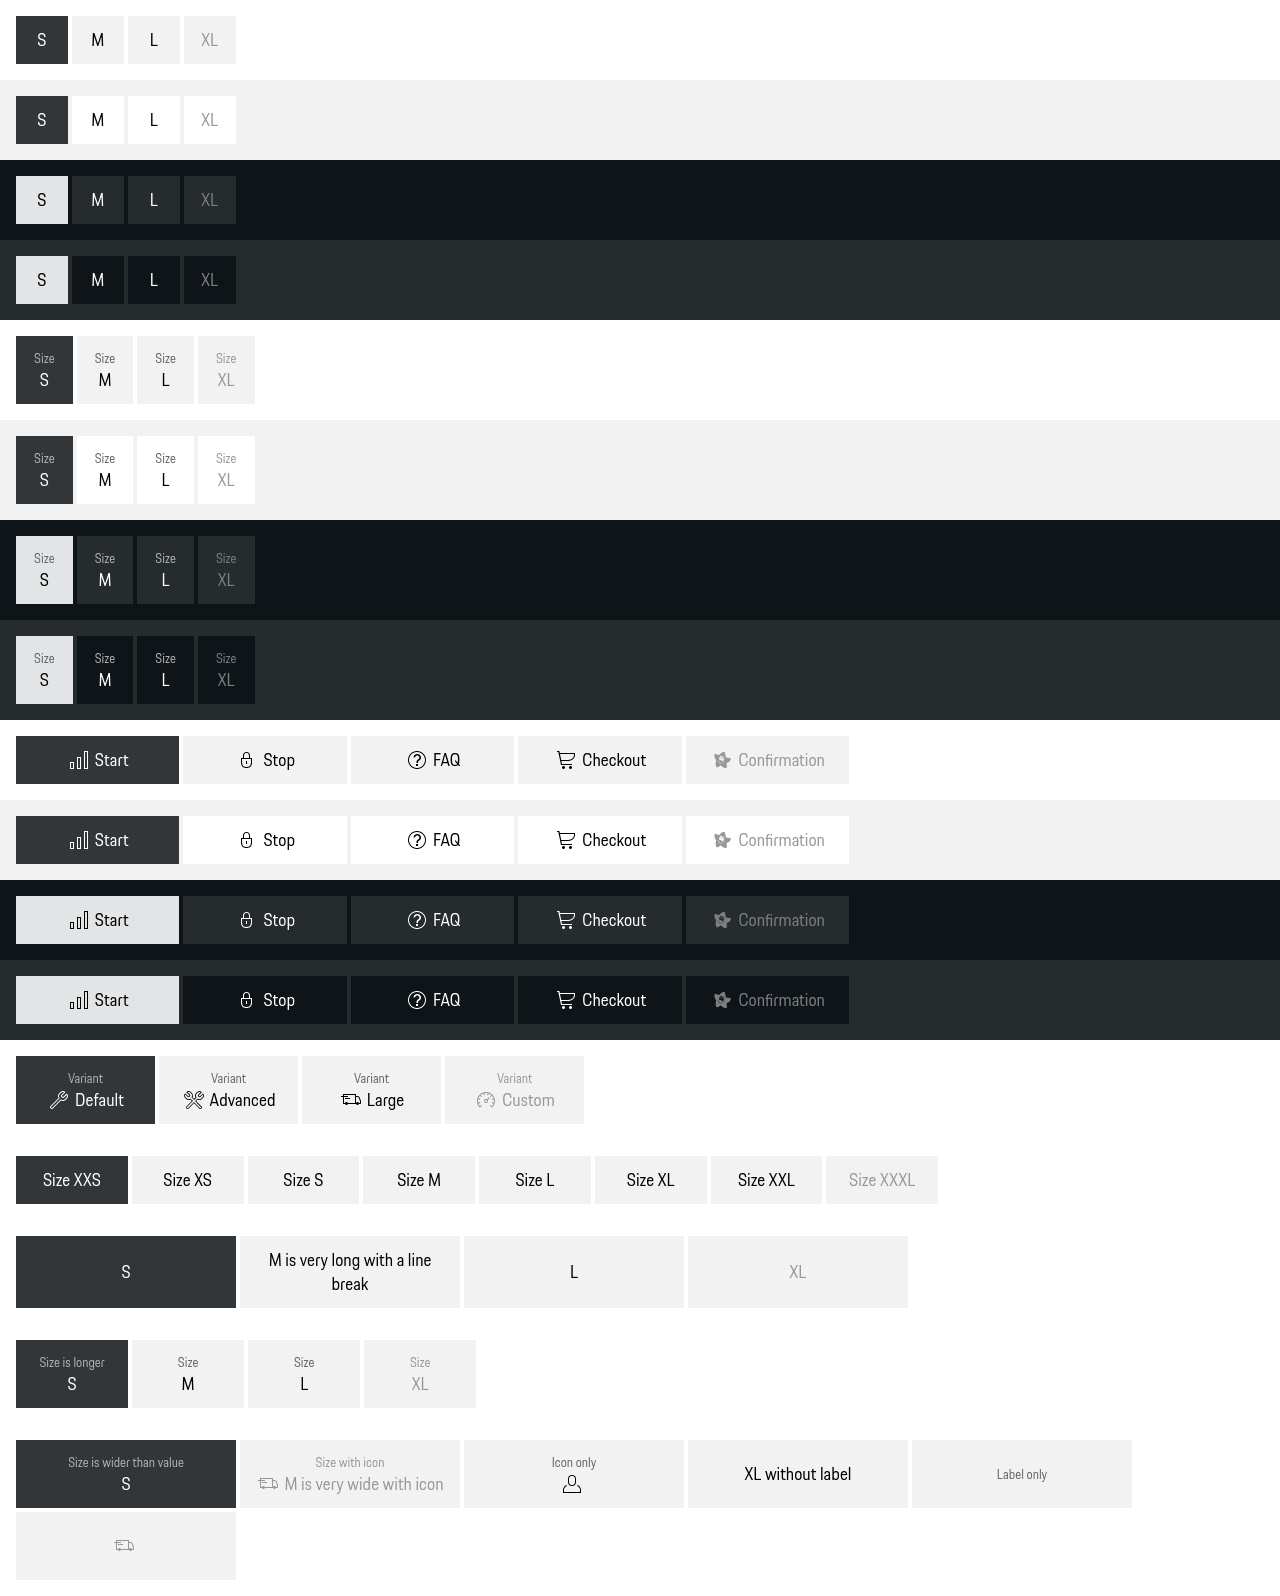 S M L XL
S M L XL
S M L XL
S M L XL
Size Size Size Size
S M L XL
Size Size Size Size
S M L XL
Size Size Size Size
S M L XL
Size Size Size Size
S M L XL
Start Stop FAQ Checkout Confirmation
Start Stop FAQ Checkout Confirmation
Start Stop FAQ Checkout Confirmation
Start Stop FAQ Checkout Confirmation
Variant Variant Variant Variant
Default Advanced Large Custom
Size XXS Size XS Size S Size M Size L Size XL Size XXL Size XXXL
S M is very long with a line L XL
break
Size is longer Size Size Size
S M L XL
Size is wider than value Size with icon Icon only XL without label Label only
S M is very wide with icon